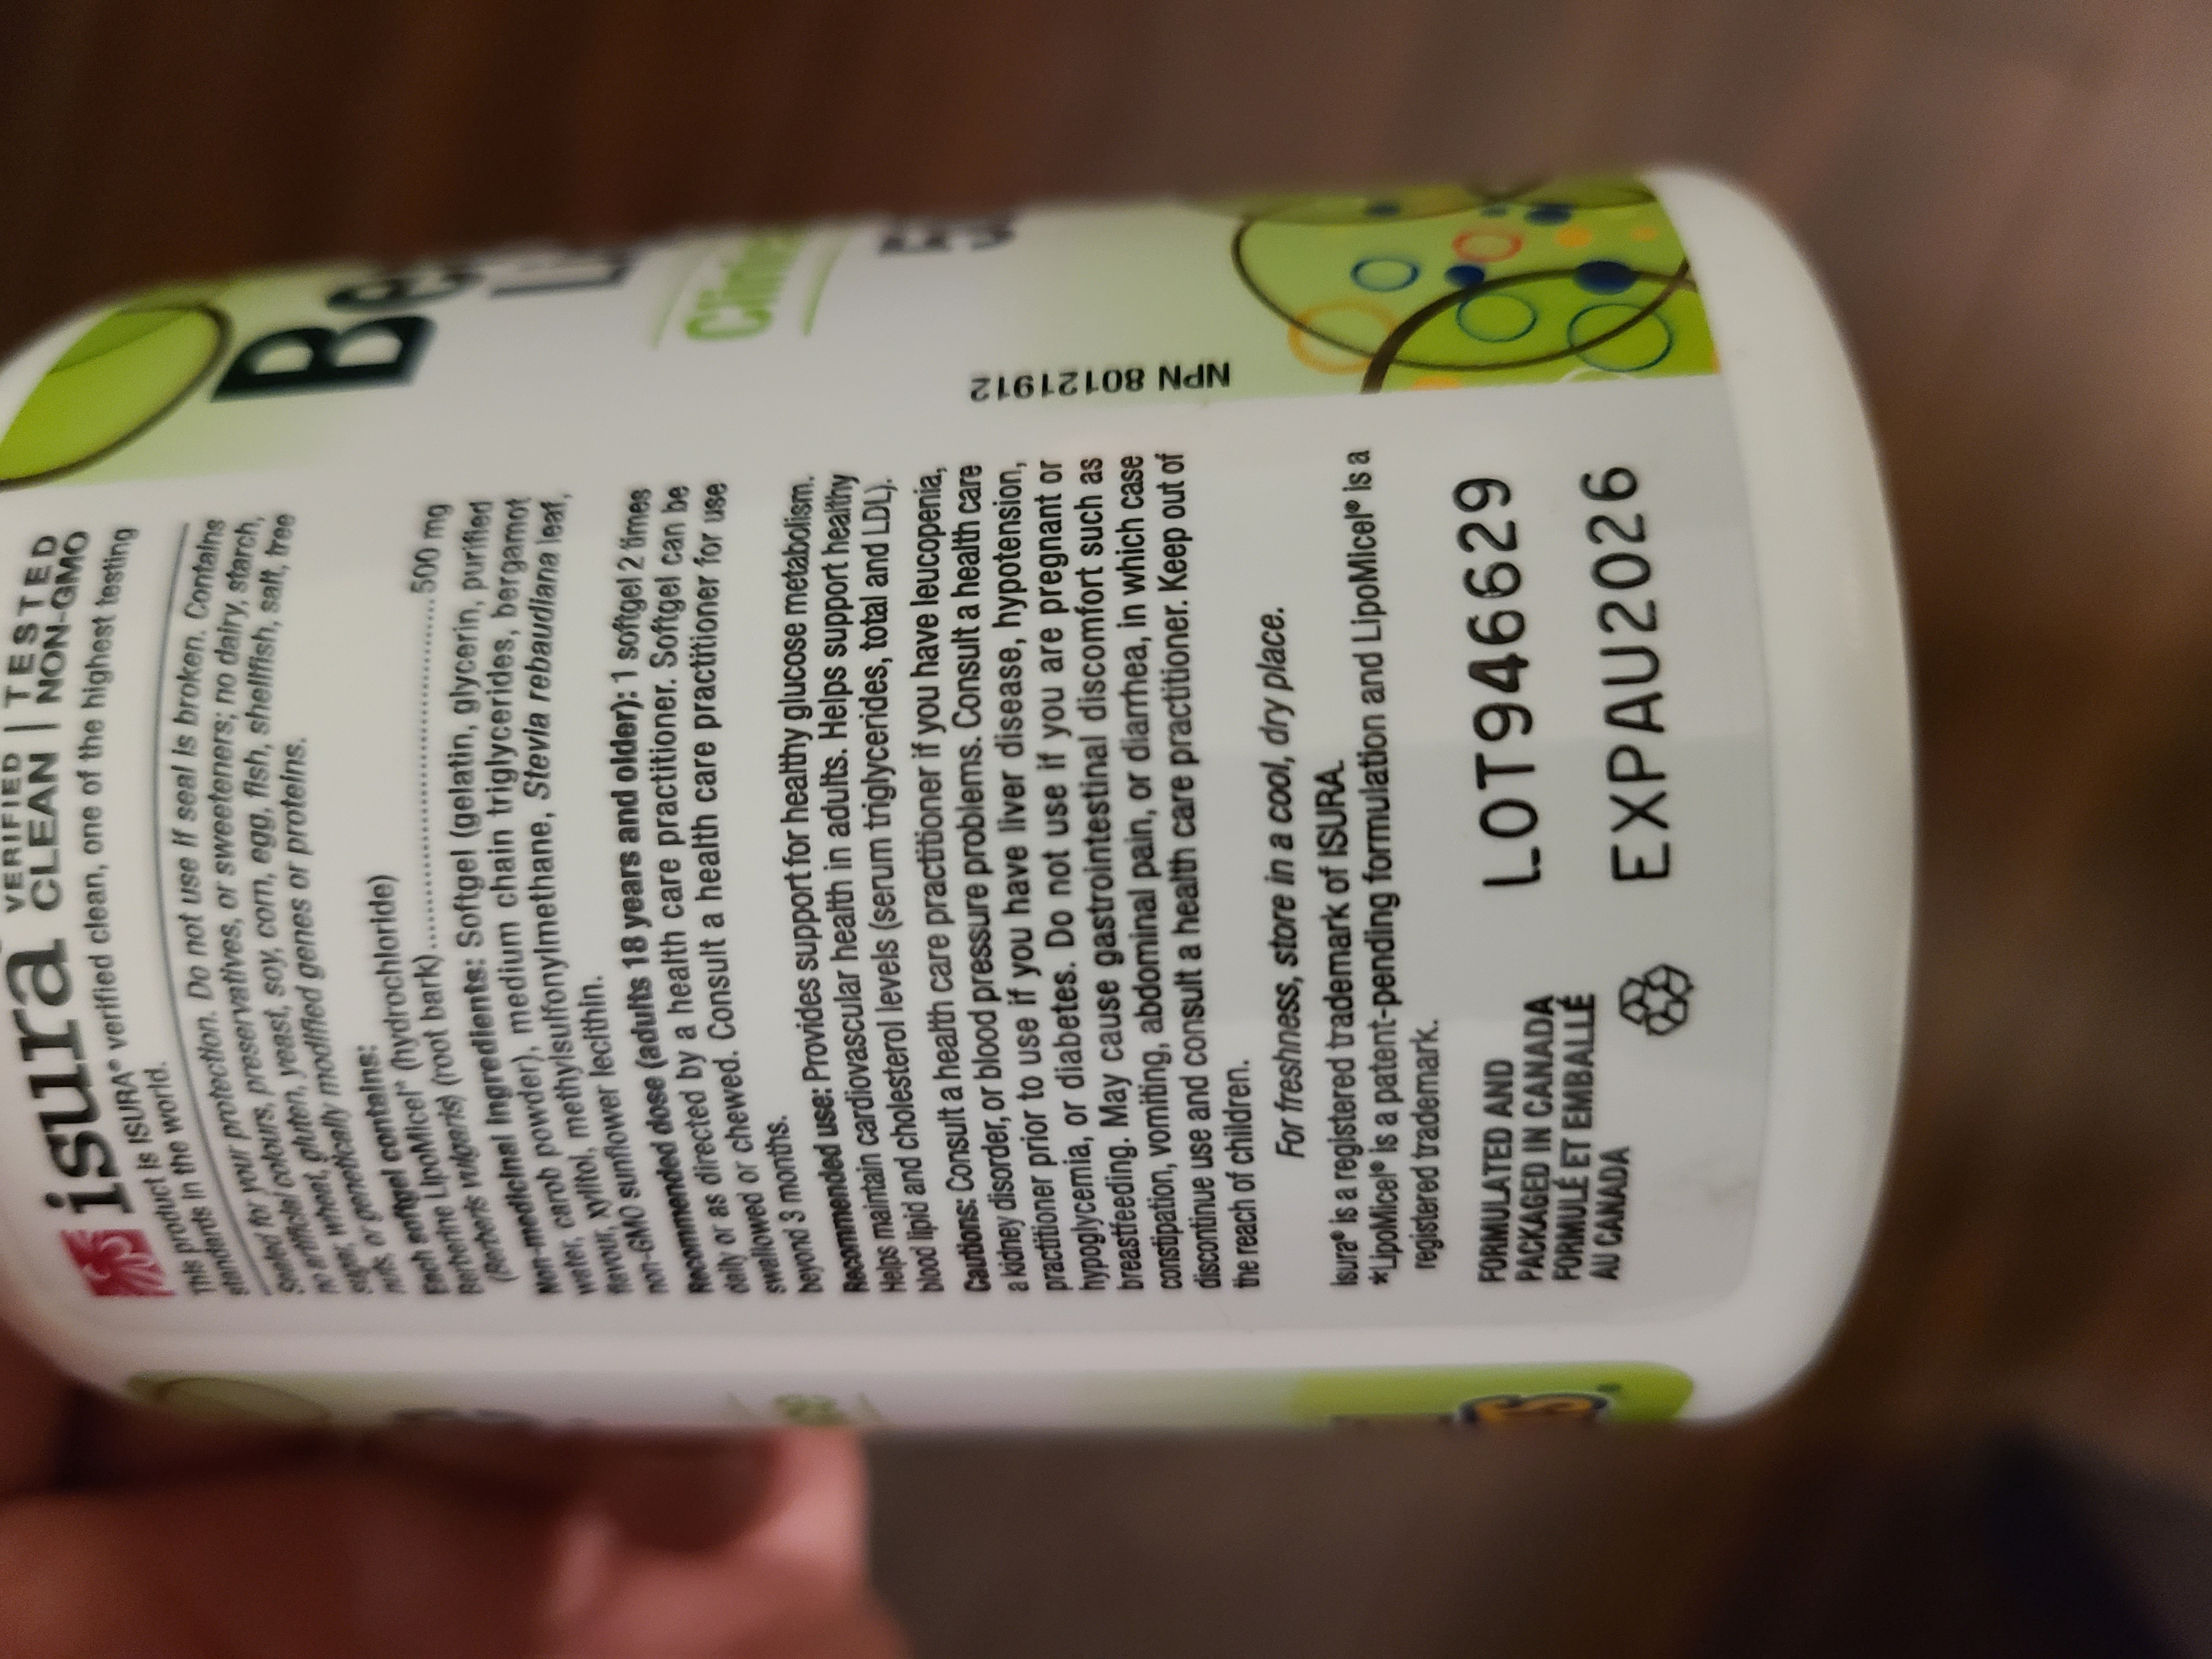 isura
VERIFIED | TESTED
CLEAN | NON-GMO
This product is ISURA® verified clean, one of the highest testing
standards in the world.
Sealed for your protection. Do not use if seal is broken. Contains
no artificial colours, preservatives, or sweeteners; no dairy, starch,
sugar, wheat, gluten, yeast, soy, corn, egg, fish, shellfish, salt, tree
nuts, or genetically modified genes or proteins.
Each softgel contains:
Berberine LipoMicel®* (hydrochloride)
(Berberis vulgaris) (root bark)..............................500 mg
Non-medicinal ingredients: Softgel (gelatin, glycerin, purified
water, carob powder), medium chain triglycerides, bergamot
flavour, xylitol, methylsulfonylmethane, Stevia rebaudiana leaf,
non-GMO sunflower lecithin.
Recommended dose (adults 18 years and older): 1 softgel 2 times
daily or as directed by a health care practitioner. Softgel can be
swallowed or chewed. Consult a health care practitioner for use
beyond 3 months.
Recommended use: Provides support for healthy glucose metabolism.
Helps maintain cardiovascular health in adults. Helps support healthy
blood lipid and cholesterol levels (serum triglycerides, total and LDL).
Cautions: Consult a health care practitioner if you have leucopenia,
a kidney disorder, or blood pressure problems. Consult a health care
practitioner prior to use if you have liver disease, hypotension,
hypoglycemia, or diabetes. Do not use if you are pregnant or
breastfeeding. May cause gastrointestinal discomfort such as
constipation, vomiting, abdominal pain, or diarrhea, in which case
discontinue use and consult a health care practitioner. Keep out of
the reach of children.
For freshness, store in a cool, dry place.
Isura® is a registered trademark of ISURA.
*LipoMicel® is a patent-pending formulation and LipoMicel® is a
registered trademark.
FORMULATED AND
PACKAGED IN CANADA
FORMULÉ ET EMBALLÉ
AU CANADA
LOT946629
EXPAU2026
NPN 80121912